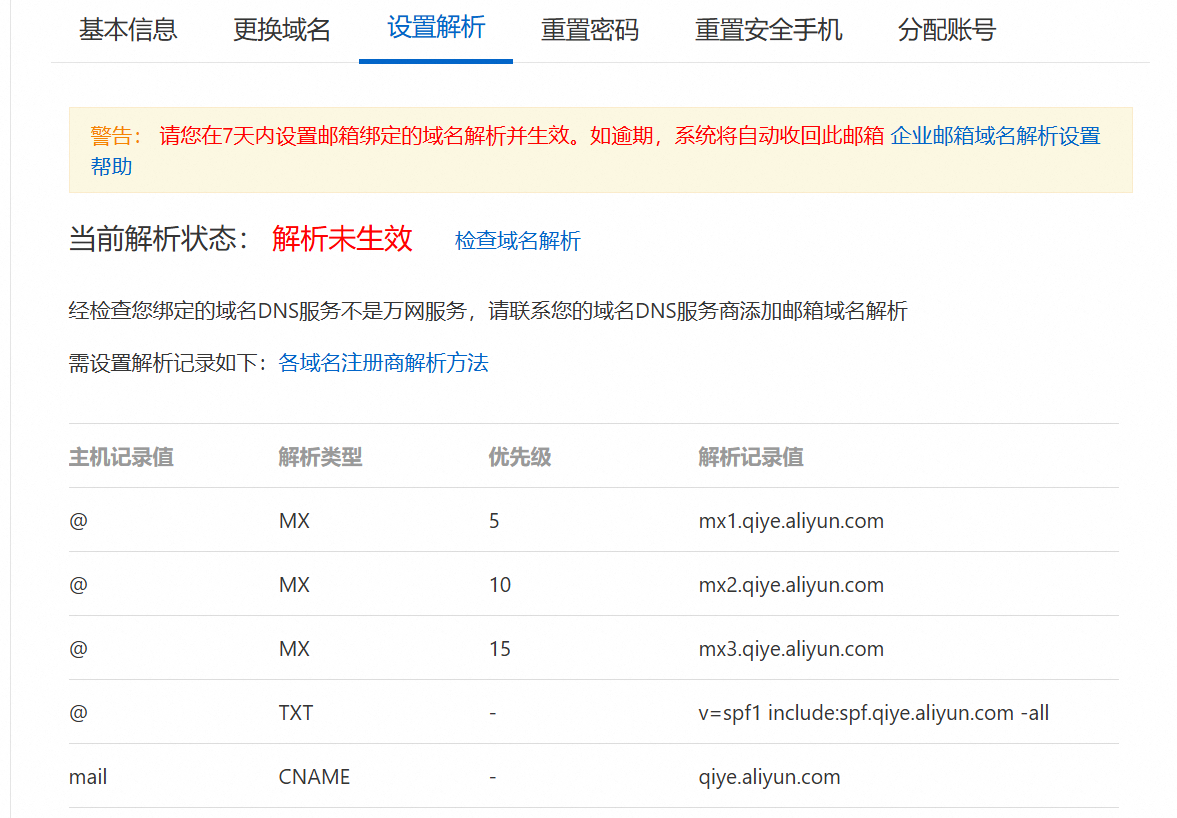 基本信息 更换域名 设置解析 重置密码 重置安全手机 分配账号
警告： 请您在7天内设置邮箱绑定的域名解析并生效。如逾期，系统将自动收回此邮箱 企业邮箱域名解析设置
帮助
当前解析状态： 解析未生效 检查域名解析
经检查您绑定的域名DNS服务不是万网服务，请联系您的域名DNS服务商添加邮箱域名解析
需设置解析记录如下：各域名注册商解析方法
主机记录值 解析类型 优先级 解析记录值
@ MX 5 mx1.qiye.aliyun.com
@ MX 10 mx2.qiye.aliyun.com
@ MX 15 mx3.qiye.aliyun.com
@ TXT - v=spf1 include:spf.qiye.aliyun.com -all
mail CNAME - qiye.aliyun.com